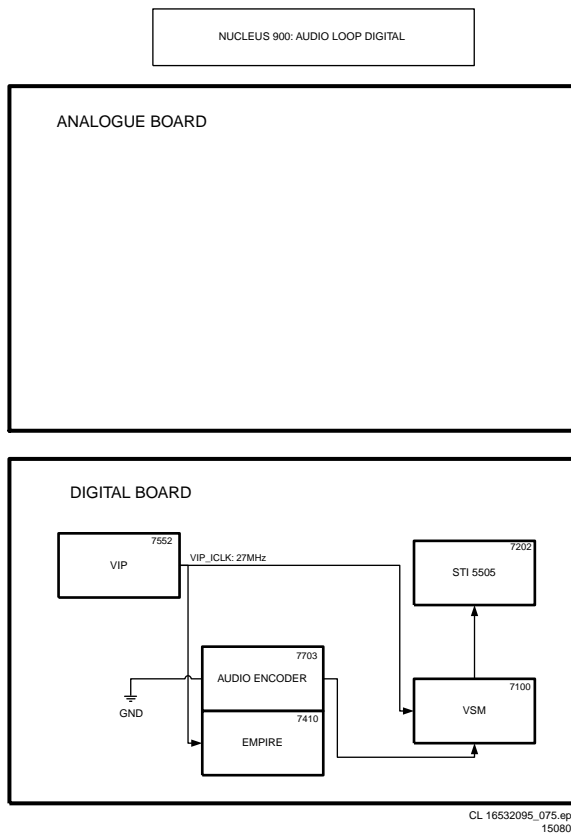 NUCLEUS 900: AUDIO LOOP DIGITAL
ANALOGUE BOARD
DIGITAL BOARD
7552
VIP
VIP_ICLK: 27MHz
7202
STI 5505
7703
AUDIO ENCODER
7100
VSM
GND
7410
EMPIRE
CL 16532095_075.ep
15080